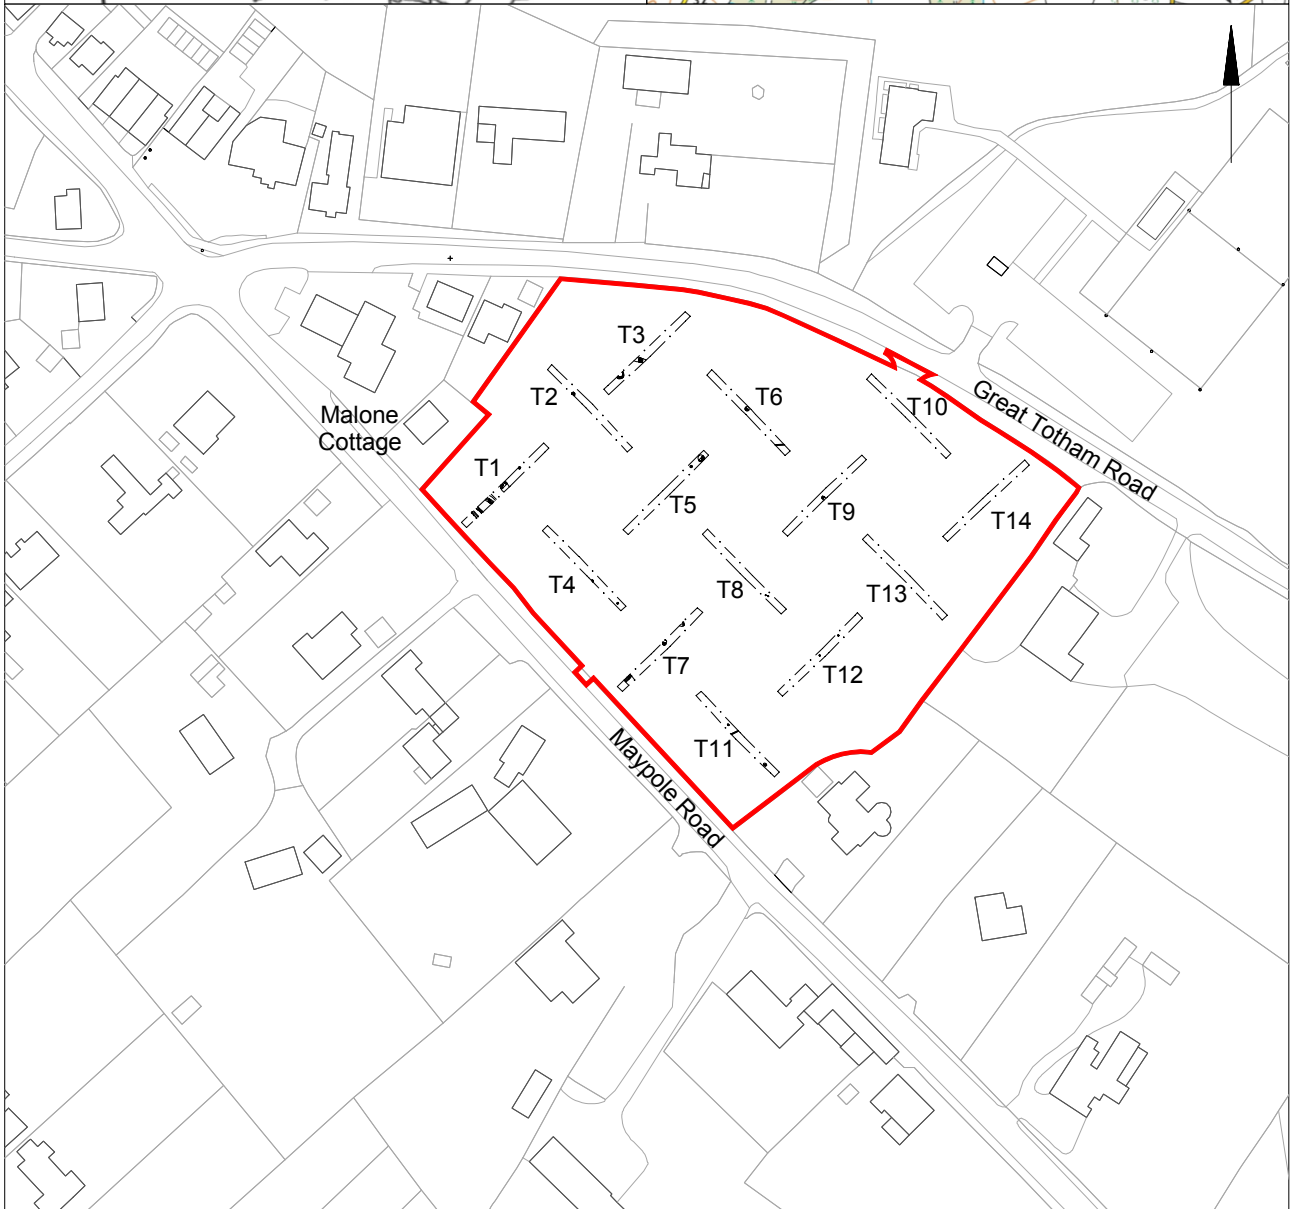 T3
T2
T6
T10
Great Totham Road
Malone
Cottage
T1
T5
T9
T14
T4
T8
T13
T7
T12
T11
Maypole Road